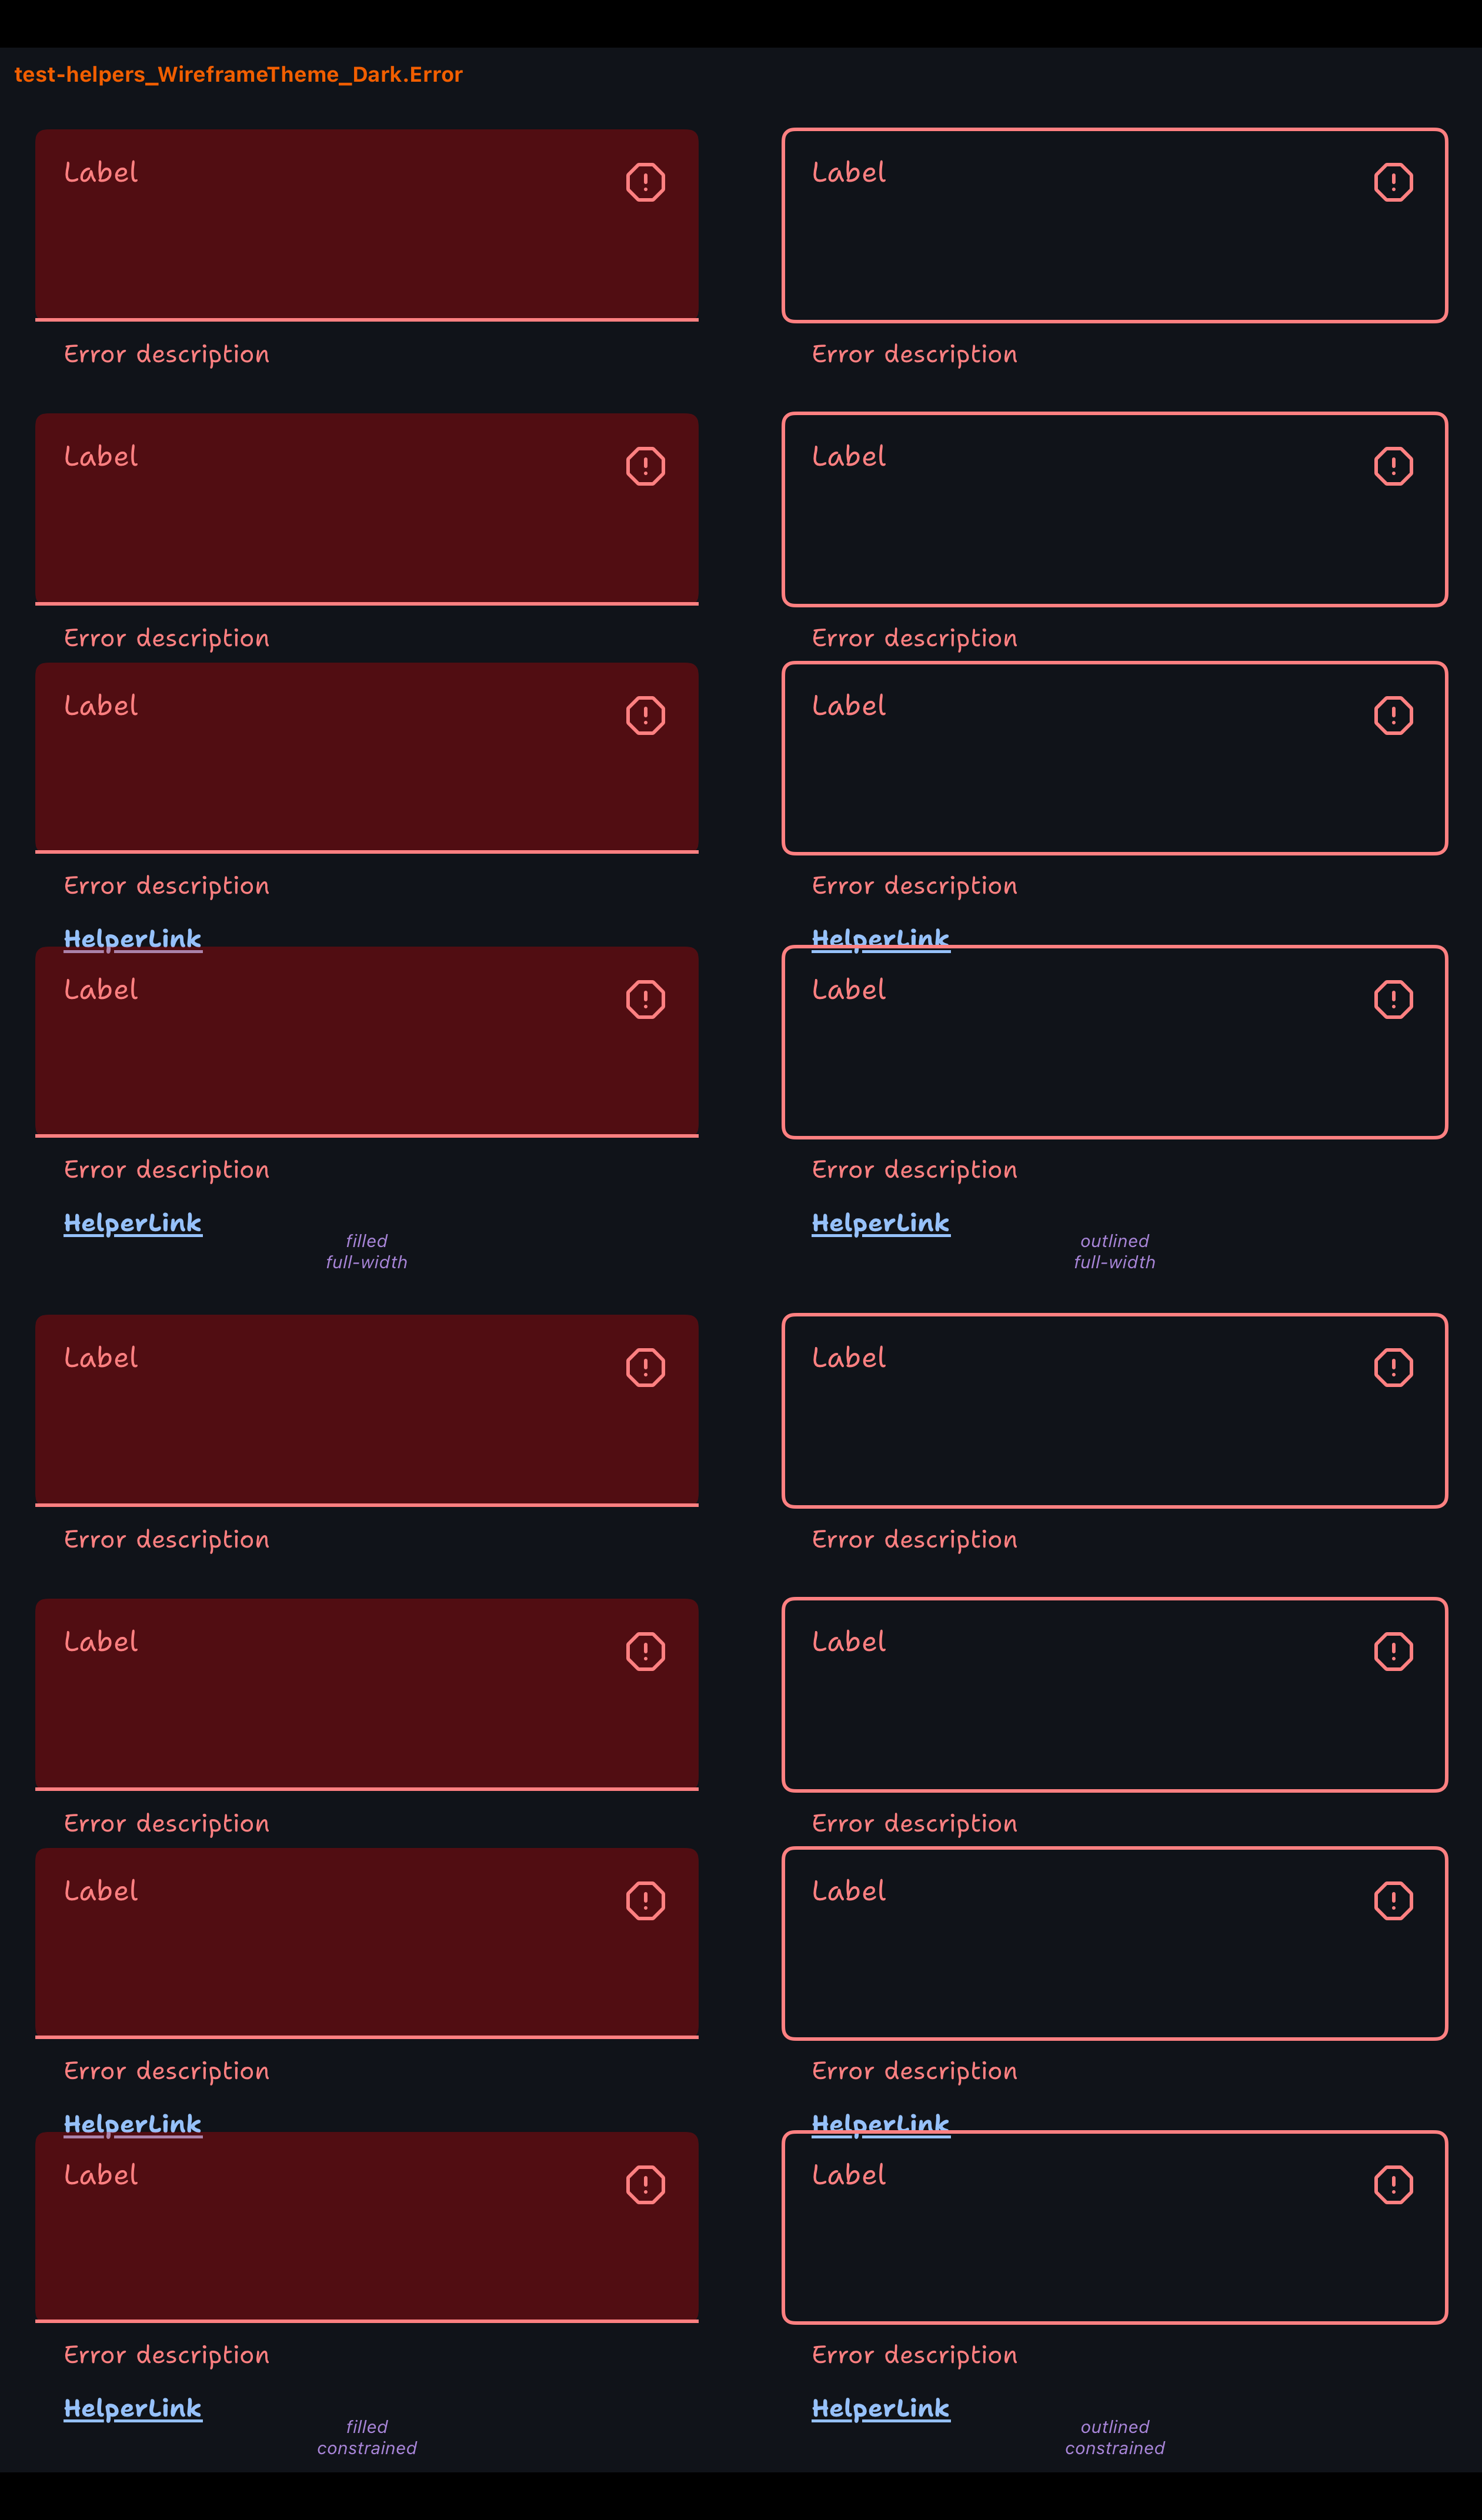 test-helpers_WireframeTheme_Dark.Error
Label
Label
Error description
Error description
Label
Label
Error description
Error description
Label
Label
Error description
Error description
HelperLink
HelperLink
Label
Label
Error description
Error description
HelperLink
HelperLink
filled
full-width
outlined
full-width
Label
Label
Error description
Error description
Label
Label
Error description
Error description
Label
Label
Error description
Error description
HelperLink
HelperLink
Label
Label
Error description
Error description
HelperLink
HelperLink
filled
constrained
outlined
constrained